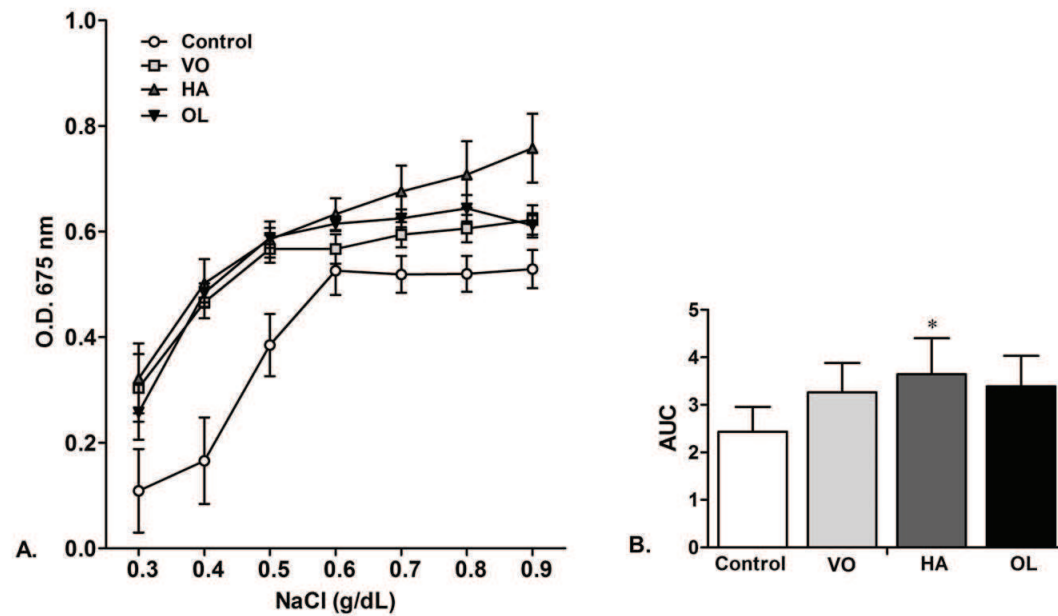 1.0
0.8
0.6
0.4
0.2
0.0
O.D. 675 nm
Control
VO
HA
OL
0.3 0.4 0.5 0.6 0.7 0.8 0.9
NaCl (g/dL)
A.
5
4
3
2
1
0
AUC
*
Control VO HA OL
B.